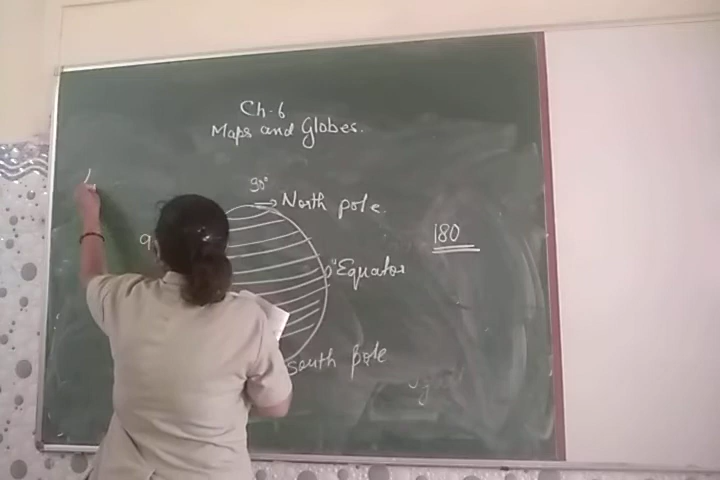 Ch-6
Maps and Globes.
90°
→ North pole.
180
0° Equator
South pole